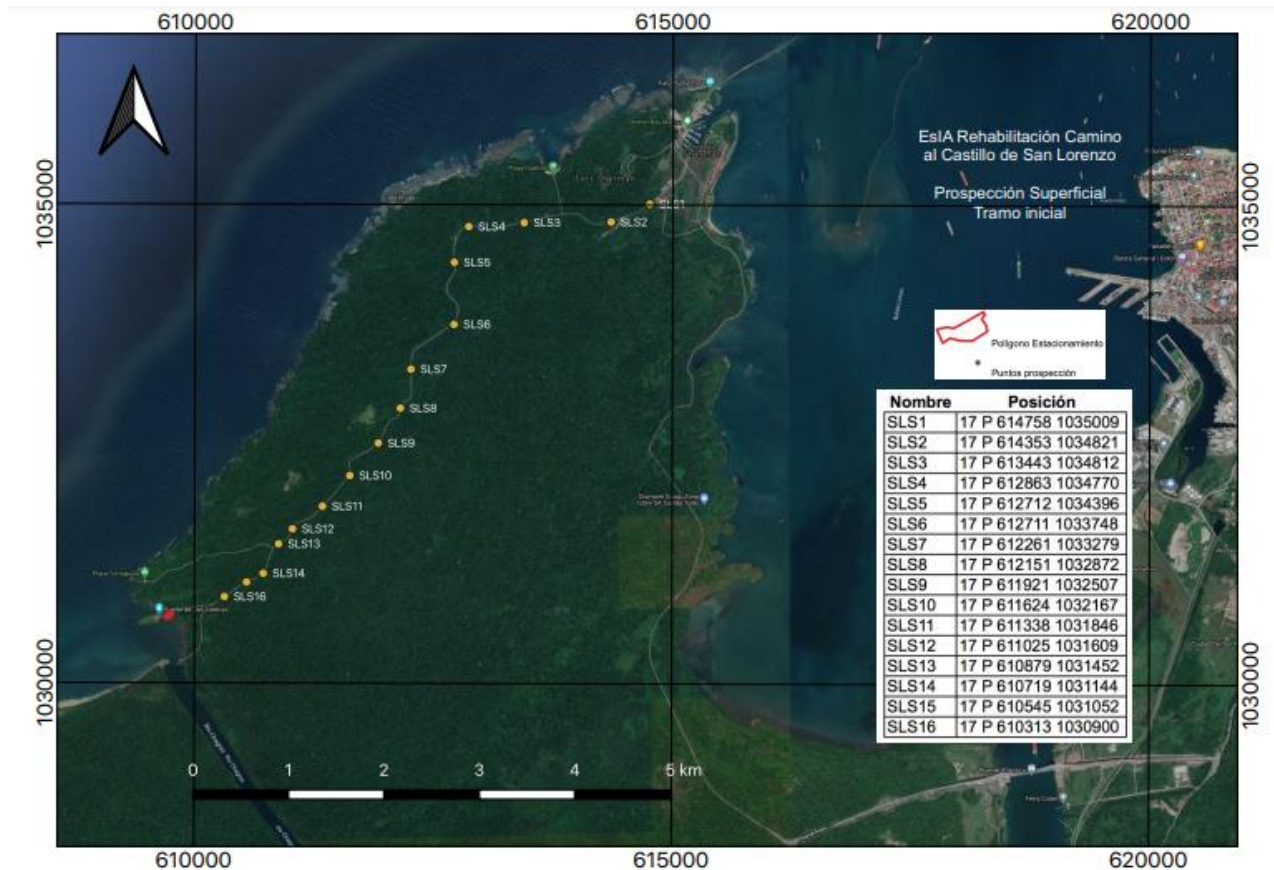 610000
615000
620000
1035000
1035000
EsIA Rehabilitación Camino
al Castillo de San Lorenzo
Prospección Superficial
Tramo inicial
SLS1
SLS2
SLS3
SLS4
SLS5
SLS6
SLS7
SLS8
SLS9
SLS10
SLS11
SLS12
SLS13
SLS14
SLS16
Polígono Estacionamiento
Puntos prospección
Nombre Posición
SLS1 17 P 614758 1035009
SLS2 17 P 614353 1034821
SLS3 17 P 613443 1034812
SLS4 17 P 612863 1034770
SLS5 17 P 612712 1034396
SLS6 17 P 612711 1033748
SLS7 17 P 612261 1033279
SLS8 17 P 612151 1032872
SLS9 17 P 611921 1032507
SLS10 17 P 611624 1032167
SLS11 17 P 611338 1031846
SLS12 17 P 611025 1031609
SLS13 17 P 610879 1031452
SLS14 17 P 610719 1031144
SLS15 17 P 610545 1031052
SLS16 17 P 610313 1030900
1030000
1030000
0 1 2 3 4 5 km
610000
615000
620000